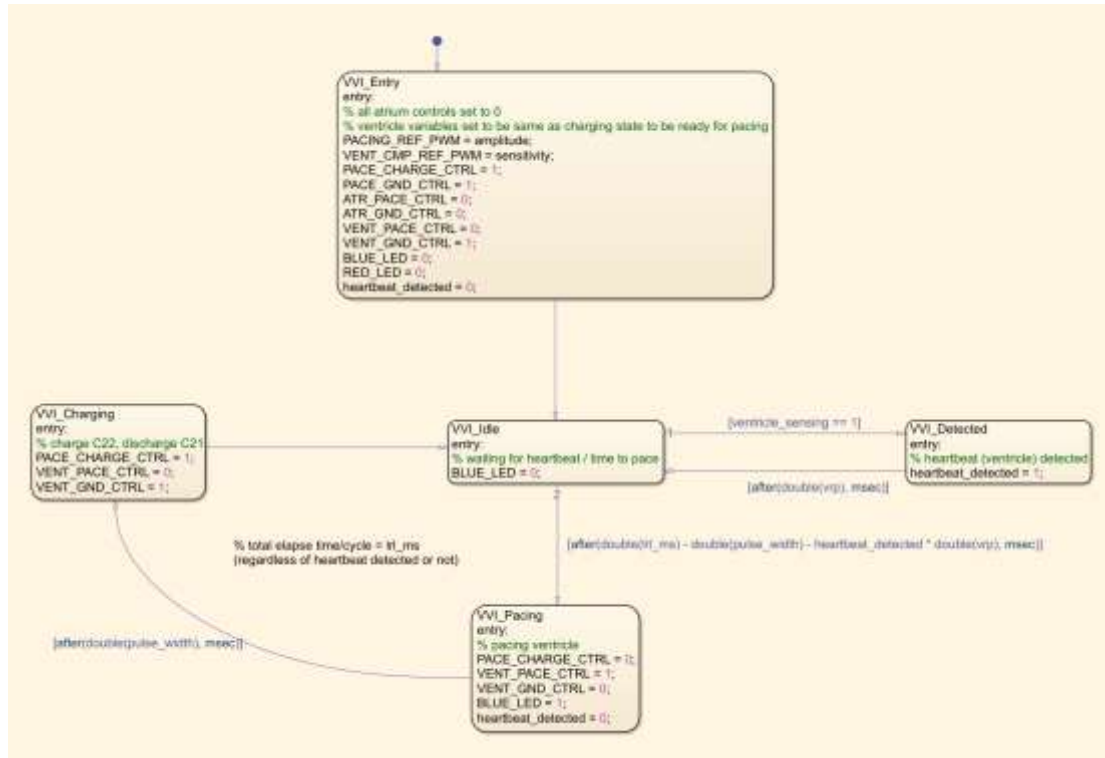 VVI_Entry
entry:
% all atrium controls set to 0
% ventricle variables set to be same as charging state to be ready for pacing
PACING_REF_PWM = amplitude;
VENT_CMP_REF_PWM = sensitivity;
PACE_CHARGE_CTRL = 1;
PACE_GND_CTRL = 1;
ATR_PACE_CTRL = 0;
ATR_GND_CTRL = 0;
VENT_PACE_CTRL = 0;
VENT_GND_CTRL = 1;
BLUE_LED = 0;
RED_LED = 0;
heartbeat_detected = 0;
VVI_Charging
entry:
% charge C22, discharge C21
PACE_CHARGE_CTRL = 1;
VENT_PACE_CTRL = 0;
VENT_GND_CTRL = 1;
VVI_Idle
entry:
% waiting for heartbeat / time to pace
BLUE_LED = 0;
[ventricle_sensing == 1]
VVI_Detected
entry:
% heartbeat (ventricle) detected
heartbeat_detected = 1;
[after(double(vrp), msec)]
% total elapse time/cycle = lrl_ms
(regardless of heartbeat detected or not)
[after(double(lrl_ms) - double(pulse_width) - heartbeat_detected * double(vrp), msec)]
[after(double(pulse_width), msec)]
VVI_Pacing
entry:
% pacing ventricle
PACE_CHARGE_CTRL = 0;
VENT_PACE_CTRL = 1;
VENT_GND_CTRL = 0;
BLUE_LED = 1;
heartbeat_detected = 0;